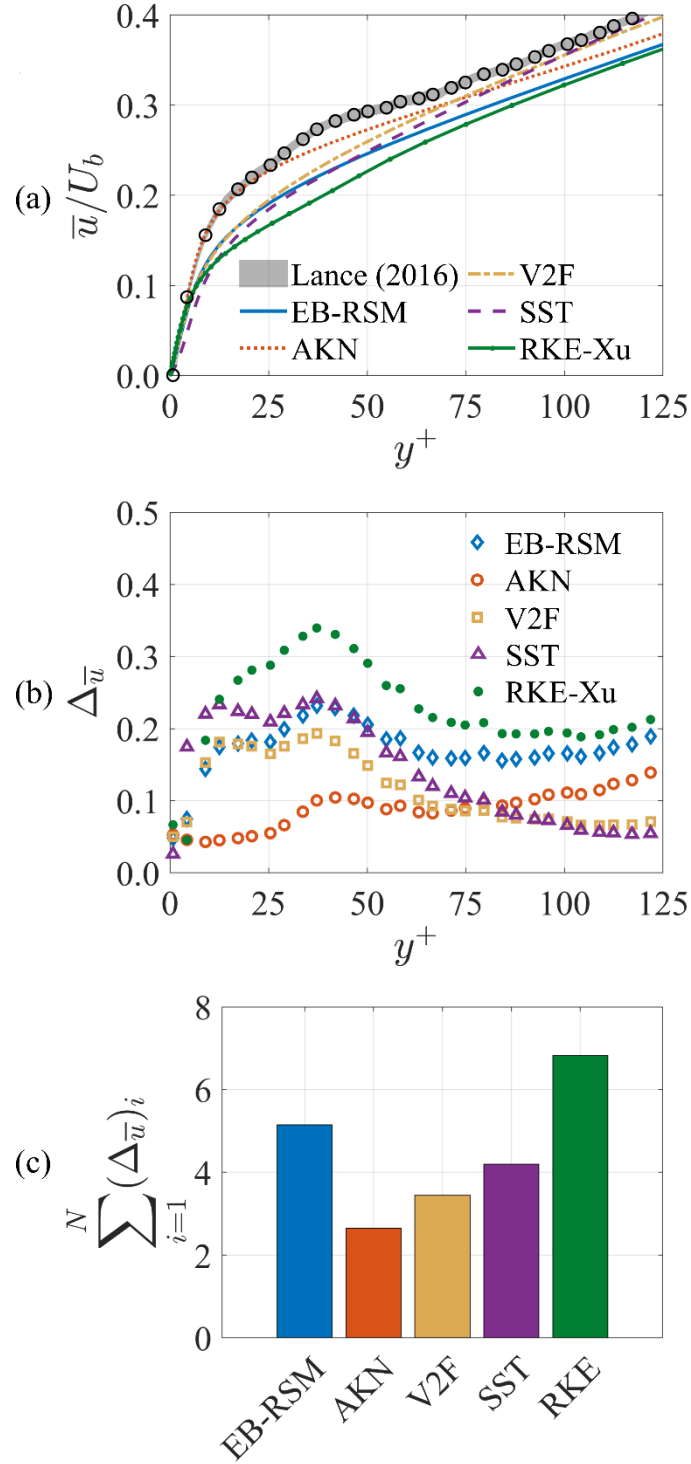 0.4
0.3
(a)
u̅/U_b
0.2
0.1
0.0
Lance (2016)
EB-RSM
AKN
V2F
SST
RKE-Xu
0 25 50 75 100 125
y⁺
0.5
0.4
0.3
(b)
Δ_u̅
0.2
0.1
0.0
EB-RSM
AKN
V2F
SST
RKE-Xu
0 25 50 75 100 125
y⁺
8
6
(c)
∑_{i=1}^{N}(Δ_u̅)_i
4
2
0
EB-RSM AKN V2F SST RKE